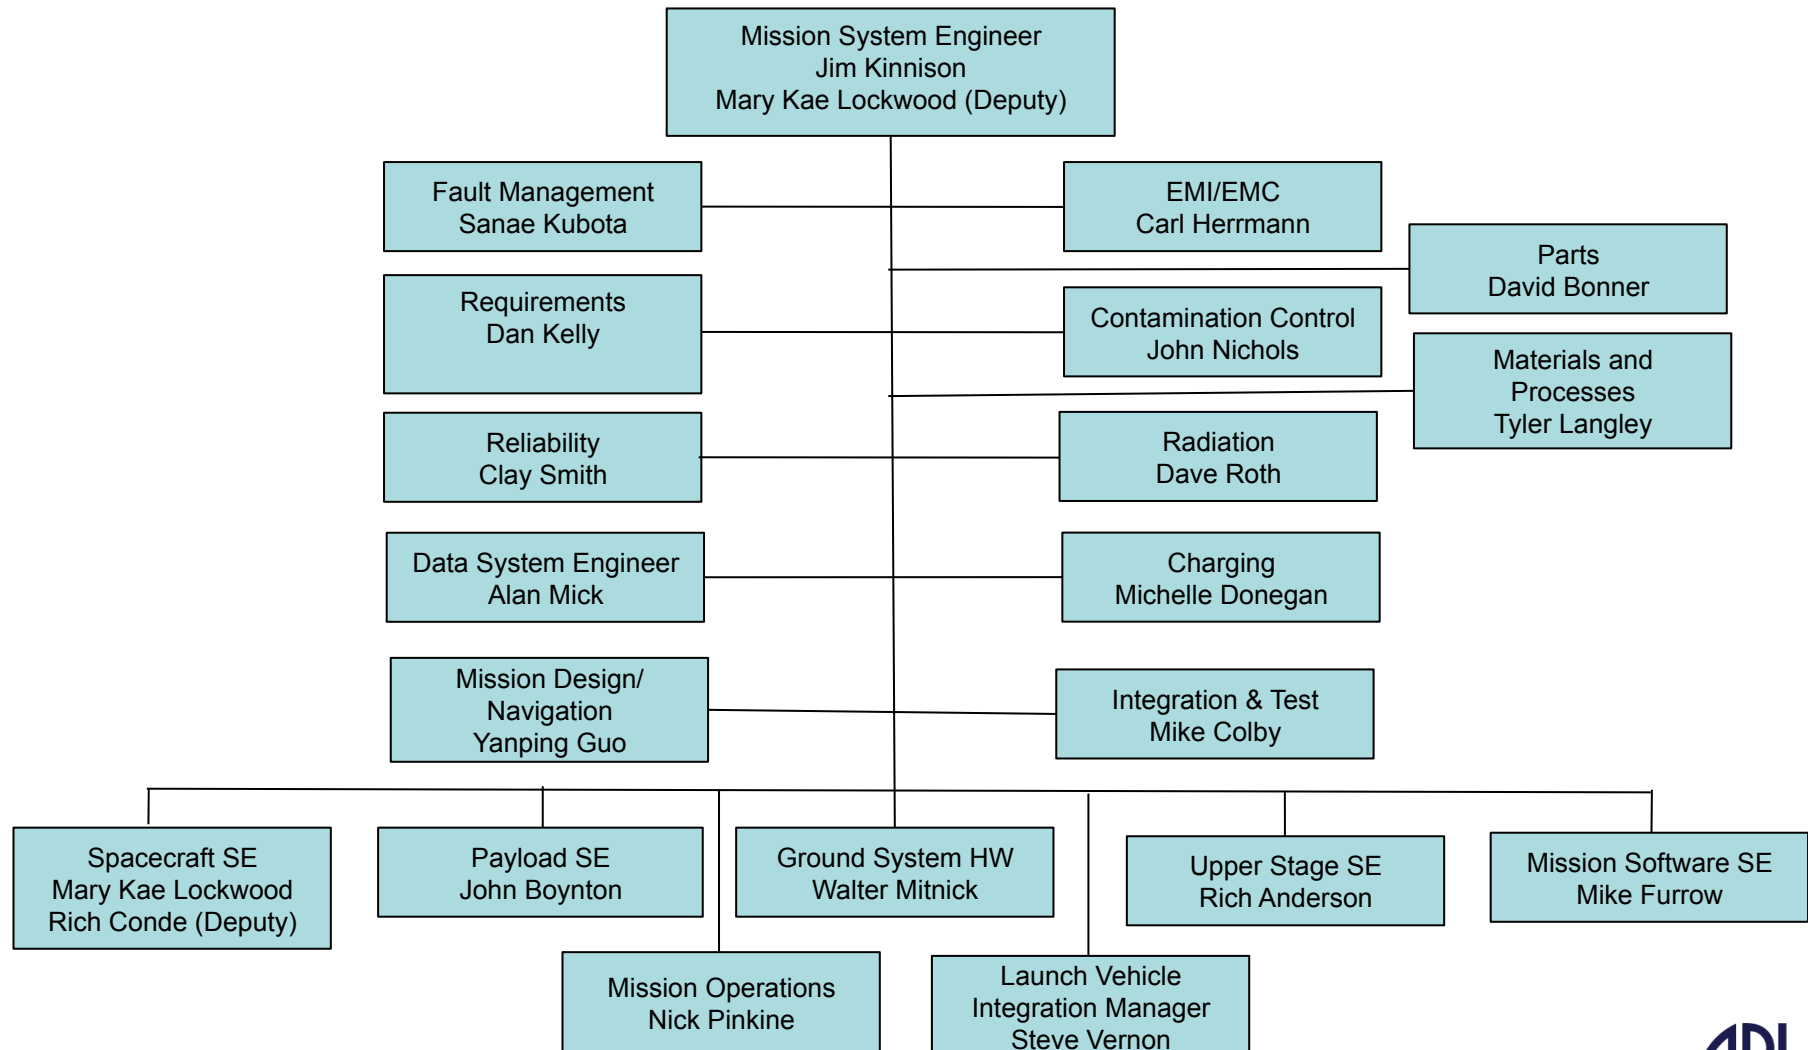 Mission System Engineer
Jim Kinnison
Mary Kae Lockwood (Deputy)
Fault Management
Sanae Kubota
EMI/EMC
Carl Herrmann
Parts
David Bonner
Requirements
Dan Kelly
Contamination Control
John Nichols
Materials and
Processes
Tyler Langley
Reliability
Clay Smith
Radiation
Dave Roth
Data System Engineer
Alan Mick
Charging
Michelle Donegan
Mission Design/
Navigation
Yanping Guo
Integration & Test
Mike Colby
Spacecraft SE
Mary Kae Lockwood
Rich Conde (Deputy)
Payload SE
John Boynton
Ground System HW
Walter Mitnick
Upper Stage SE
Rich Anderson
Mission Software SE
Mike Furrow
Mission Operations
Nick Pinkine
Launch Vehicle
Integration Manager
Steve Vernon
APL